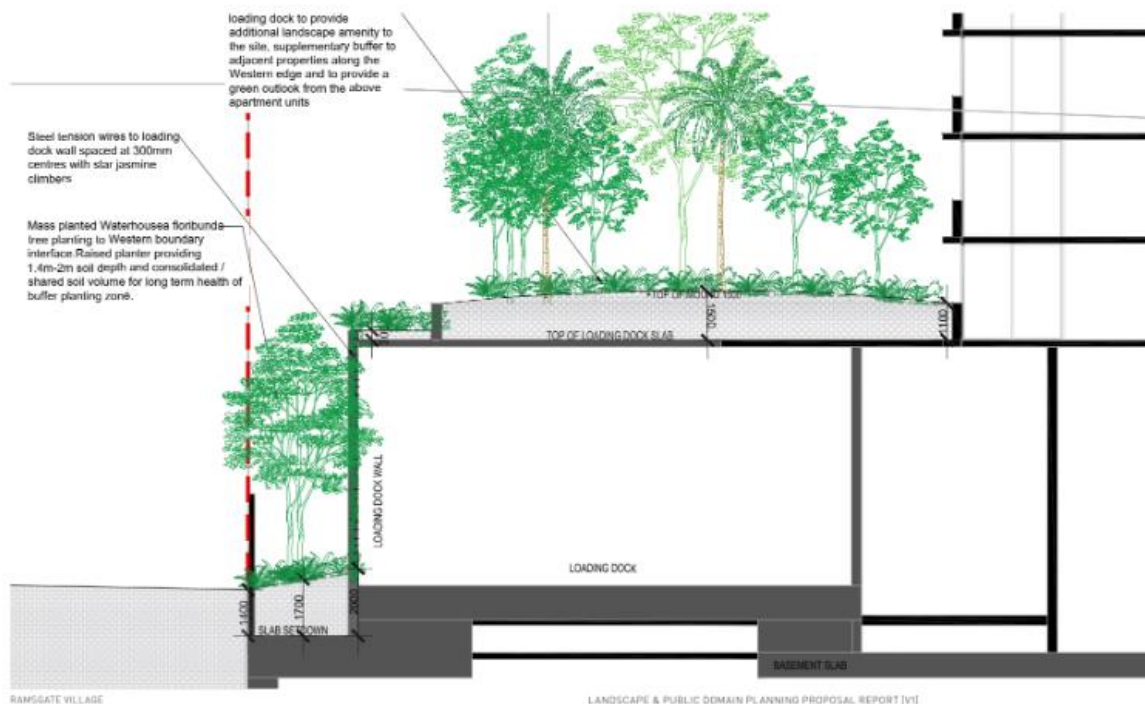 loading dock to provide
additional landscape amenity to
the site, supplementary buffer to
adjacent properties along the
Western edge and to provide a
green outlook from the above
apartment units
Steel tension wires to loading
dock wall spaced at 300mm
centres with star jasmine
climbers
Mass planted Waterhousea floribunda
tree planting to Western boundary
interface.Raised planter providing
1.4m-2m soil depth and consolidated /
shared soil volume for long term health of
buffer planting zone.
TOP OF MOUND 1500
1500
1100
TOP OF LOADING DOCK SLAB
LOADING DOCK WALL
LOADING DOCK
1400
1700
2000
SLAB SETDOWN
BASEMENT SLAB
RAMSGATE VILLAGE
LANDSCAPE & PUBLIC DOMAIN PLANNING PROPOSAL REPORT [V1]